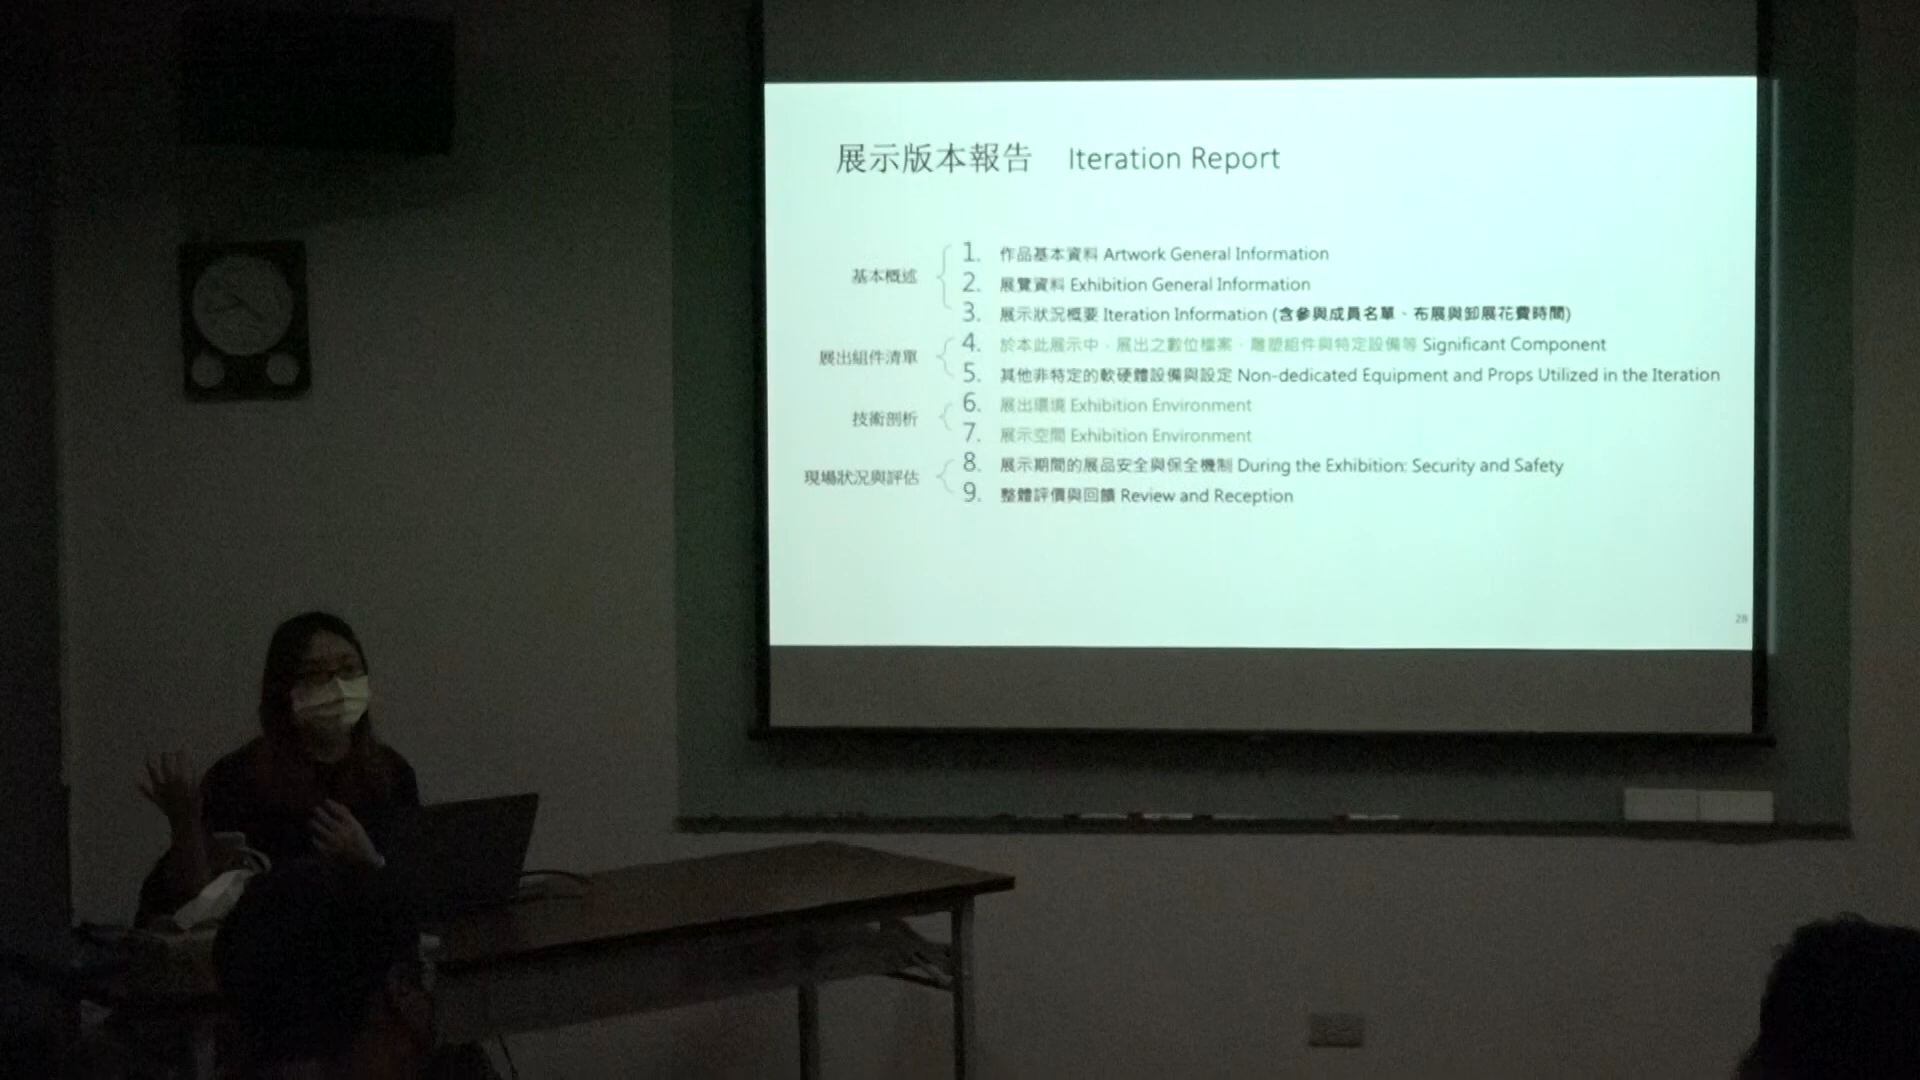 展示版本報告 Iteration Report
基本概述
1. 作品基本資料 Artwork General Information
2. 展覽資料 Exhibition General Information
3. 展示狀況概要 Iteration Information (含參與成員名單、布展與卸展花費時間)
展出組件清單
4. 於本此展示中，展出之數位檔案、雕塑組件與特定設備等 Significant Component
5. 其他非特定的軟硬體設備與設定 Non-dedicated Equipment and Props Utilized in the Iteration
技術剖析
6. 展出環境 Exhibition Environment
7. 展示空間 Exhibition Environment
現場狀況與評估
8. 展示期間的展品安全與保全機制 During the Exhibition: Security and Safety
9. 整體評價與回饋 Review and Reception
28